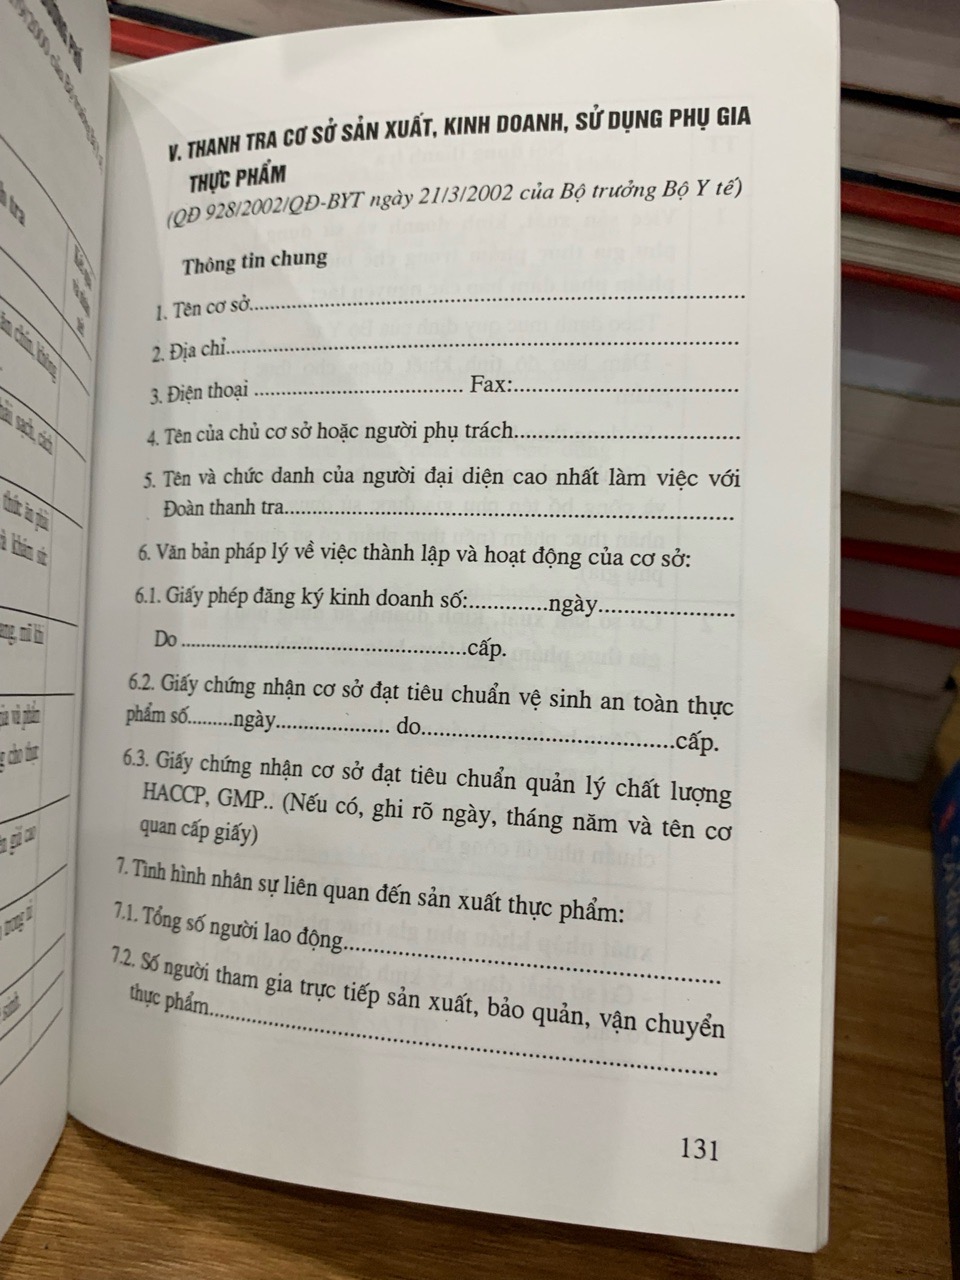 V. THANH TRA CƠ SỞ SẢN XUẤT, KINH DOANH, SỬ DỤNG PHỤ GIA
THỰC PHẨM
(QĐ 928/2002/QĐ-BYT ngày 21/3/2002 của Bộ trưởng Bộ Y tế)
Thông tin chung
1. Tên cơ sở...............................................................................
2. Địa chỉ...................................................................................
3. Điện thoại ................................... Fax:.....................................
4. Tên của chủ cơ sở hoặc người phụ trách.....................................
5. Tên và chức danh của người đại diện cao nhất làm việc với
Đoàn thanh tra.........................................................................
6. Văn bản pháp lý về việc thành lập và hoạt động của cơ sở:
6.1. Giấy phép đăng ký kinh doanh số:.............ngày......................
Do ................................................cấp.
6.2. Giấy chứng nhận cơ sở đạt tiêu chuẩn vệ sinh an toàn thực
phẩm số.........ngày................... do..........................................cấp.
6.3. Giấy chứng nhận cơ sở đạt tiêu chuẩn quản lý chất lượng
HACCP, GMP.. (Nếu có, ghi rõ ngày, tháng năm và tên cơ
quan cấp giấy)
7. Tình hình nhân sự liên quan đến sản xuất thực phẩm:
7.1. Tổng số người lao động..............................................................
7.2. Số người tham gia trực tiếp sản xuất, bảo quản, vận chuyển
thực phẩm...................................................................................
131